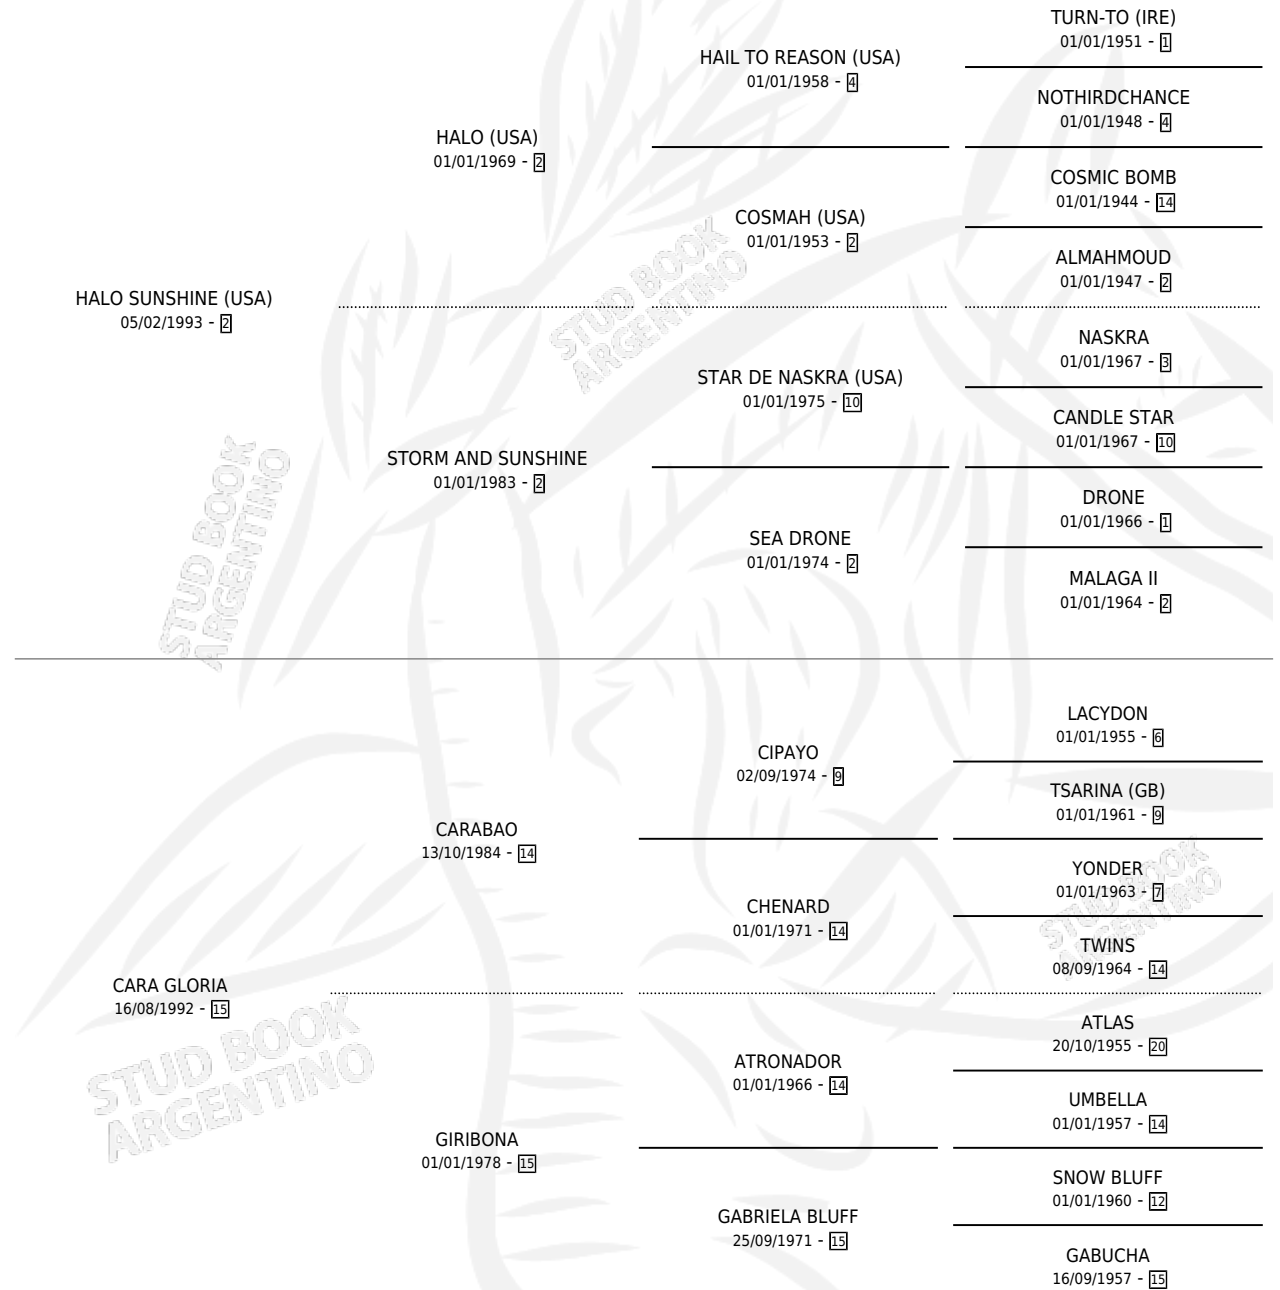 TURN-TO (IRE)
01/01/1951 - 1
HAIL TO REASON (USA)
01/01/1958 - 4
NOTHIRDCHANCE
01/01/1948 - 4
HALO (USA)
01/01/1969 - 2
COSMIC BOMB
01/01/1944 - 14
COSMAH (USA)
01/01/1953 - 2
ALMAHMOUD
01/01/1947 - 2
HALO SUNSHINE (USA)
05/02/1993 - 2
NASKRA
01/01/1967 - 3
STAR DE NASKRA (USA)
01/01/1975 - 10
CANDLE STAR
01/01/1967 - 10
STORM AND SUNSHINE
01/01/1983 - 2
DRONE
01/01/1966 - 1
SEA DRONE
01/01/1974 - 2
MALAGA II
01/01/1964 - 2
STUD BOOK
ARGENTINO
STUD BOOK
ARGENTINO
LACYDON
01/01/1955 - 6
CIPAYO
02/09/1974 - 9
TSARINA (GB)
01/01/1961 - 9
CARABAO
13/10/1984 - 14
YONDER
01/01/1963 - 7
CHENARD
01/01/1971 - 14
TWINS
08/09/1964 - 14
CARA GLORIA
16/08/1992 - 15
ATLAS
20/10/1955 - 20
ATRONADOR
01/01/1966 - 14
UMBELLA
01/01/1957 - 14
GIRIBONA
01/01/1978 - 15
SNOW BLUFF
01/01/1960 - 12
GABRIELA BLUFF
25/09/1971 - 15
GABUCHA
16/09/1957 - 15
STUD BOOK
ARGENTINO
STUD BOOK
ARGENTINO